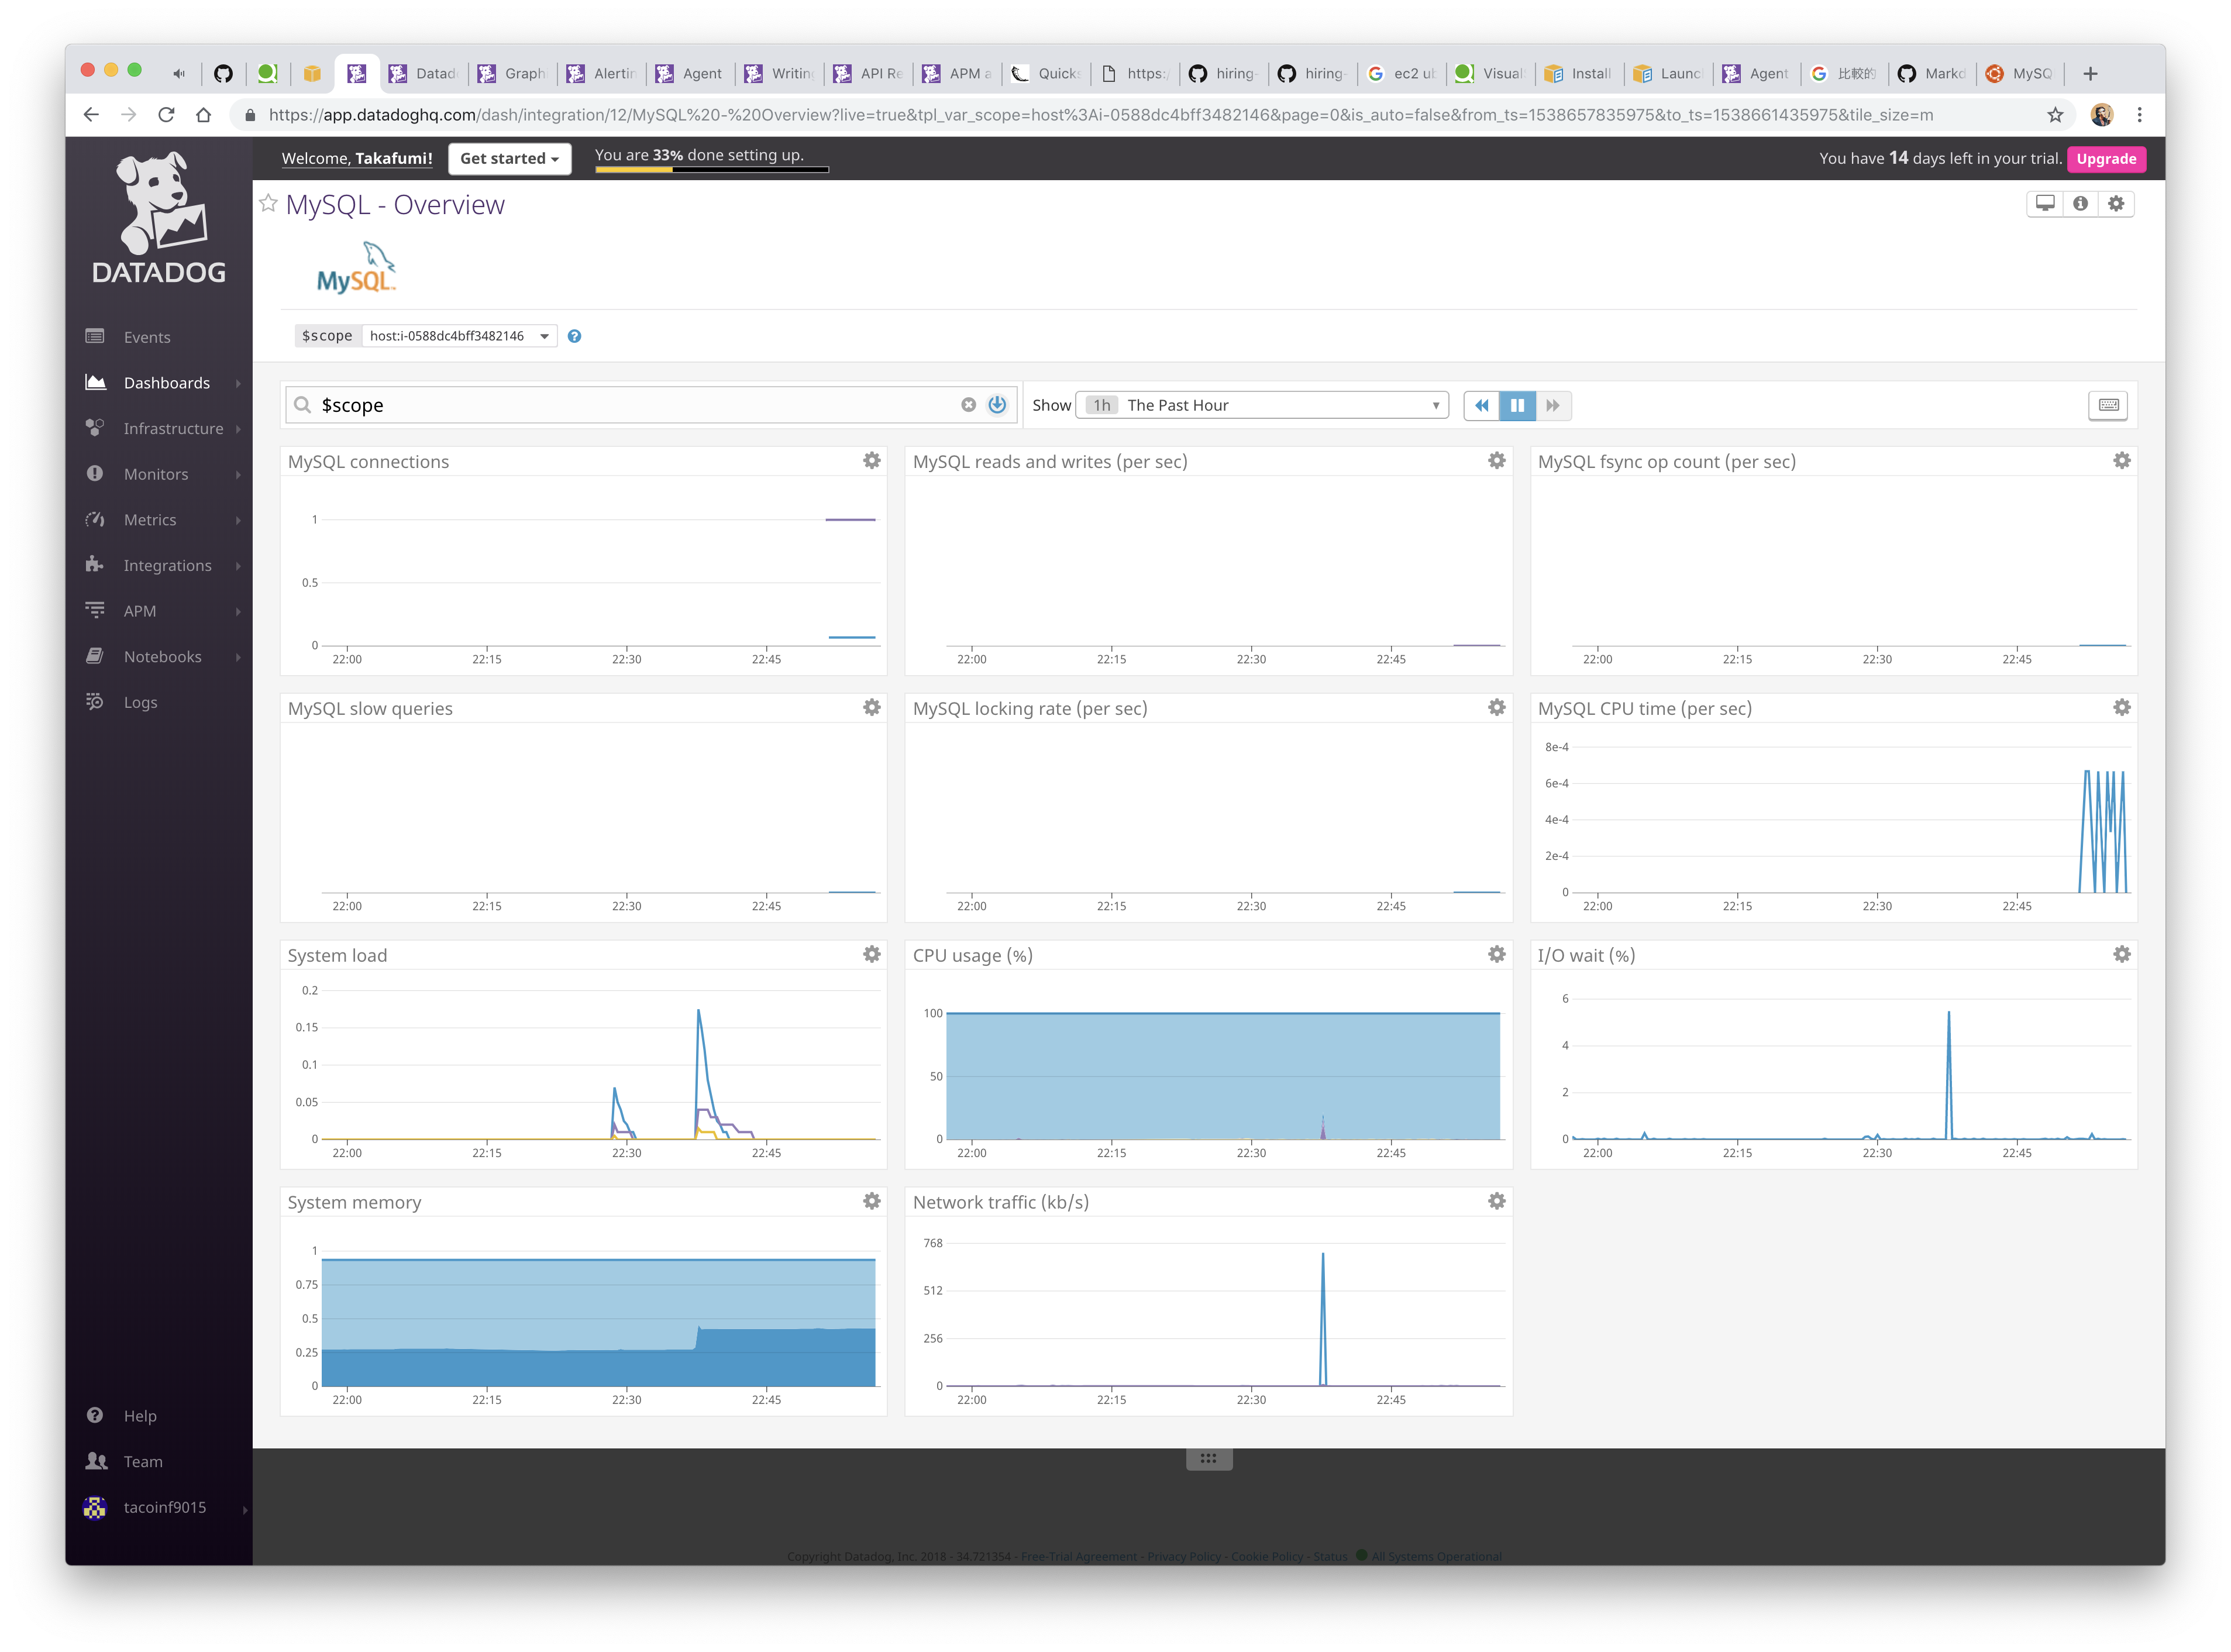 Datad
Graph
Alertin
Agent
Writin
API Re
APM a
Quicks
https:/
hiring-
hiring-
ec2 ub
Visual
Install
Launc
Agent
比較的
Markd
MySQ
https://app.datadoghq.com/dash/integration/12/MySQL%20-%20Overview?live=true&tpl_var_scope=host%3Ai-0588dc4bff3482146&page=0&is_auto=false&from_ts=1538657835975&to_ts=1538661435975&tile_size=m
Welcome, Takafumi!
Get started
You are 33% done setting up.
You have 14 days left in your trial.
Upgrade
DATADOG
Events
Dashboards
Infrastructure
Monitors
Metrics
Integrations
APM
Notebooks
Logs
Help
Team
tacoinf9015
MySQL - Overview
MySQL™
$scope
host:i-0588dc4bff3482146
$scope
Show
1h The Past Hour
MySQL connections
1
0.5
0
22:00 22:15 22:30 22:45
MySQL reads and writes (per sec)
22:00 22:15 22:30 22:45
MySQL fsync op count (per sec)
22:00 22:15 22:30 22:45
MySQL slow queries
22:00 22:15 22:30 22:45
MySQL locking rate (per sec)
22:00 22:15 22:30 22:45
MySQL CPU time (per sec)
8e-4
6e-4
4e-4
2e-4
0
22:00 22:15 22:30 22:45
System load
0.2
0.15
0.1
0.05
0
22:00 22:15 22:30 22:45
CPU usage (%)
100
50
0
22:00 22:15 22:30 22:45
I/O wait (%)
6
4
2
0
22:00 22:15 22:30 22:45
System memory
1
0.75
0.5
0.25
0
22:00 22:15 22:30 22:45
Network traffic (kb/s)
768
512
256
0
22:00 22:15 22:30 22:45
Copyright Datadog, Inc. 2018 - 34.721354 - Free-Trial Agreement - Privacy Policy - Cookie Policy - Status All Systems Operational